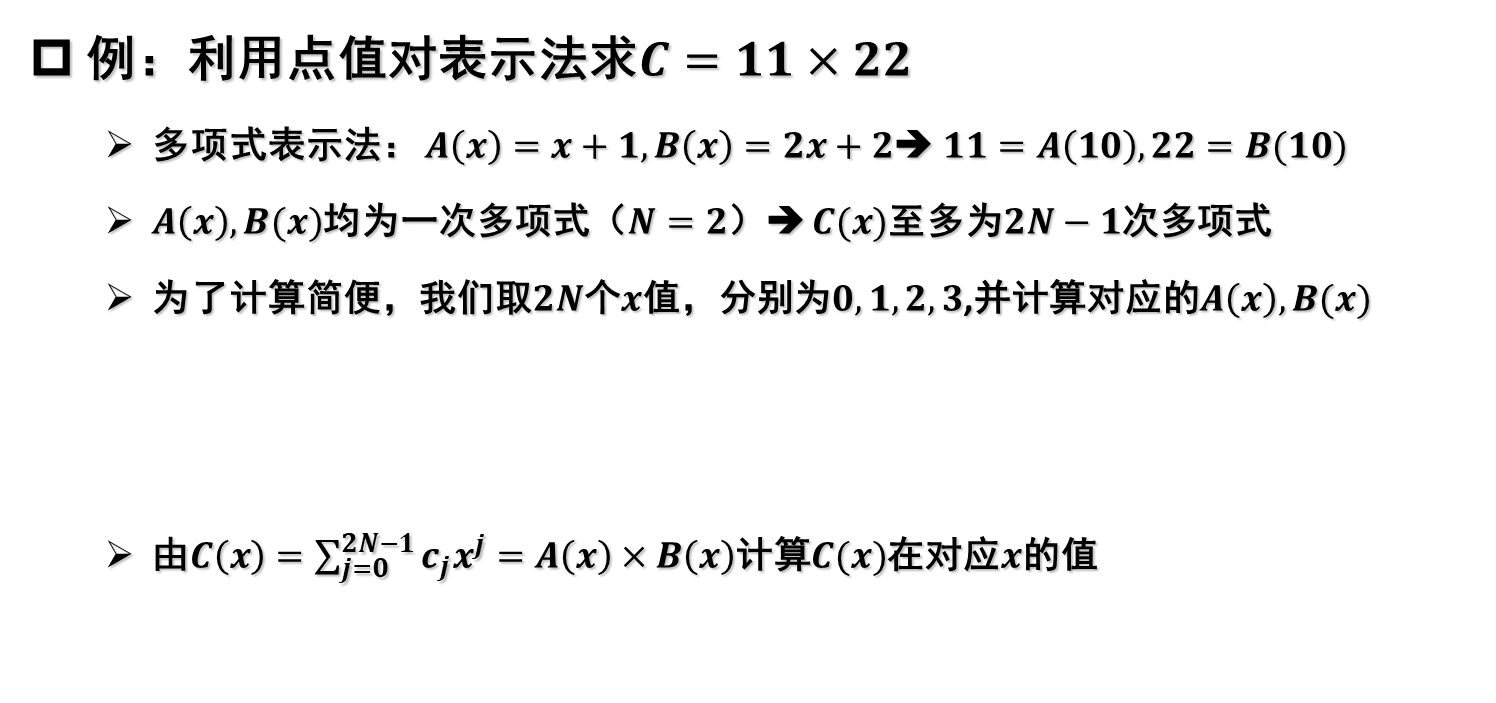 例：利用点值对表示法求C = 11 × 22
多项式表示法：A(x) = x + 1, B(x) = 2x + 2➔ 11 = A(10), 22 = B(10)
A(x), B(x)均为一次多项式（N = 2）➔ C(x)至多为2N − 1次多项式
为了计算简便，我们取2N个x值，分别为0, 1, 2, 3,并计算对应的A(x), B(x)
由C(x) = ∑_{j=0}^{2N−1} c_j x^j = A(x) × B(x)计算C(x)在对应x的值